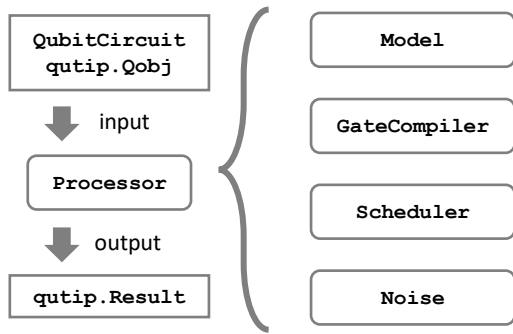 QubitCircuit
qutip.Qobj
input
Processor
output
qutip.Result
Model
GateCompiler
Scheduler
Noise